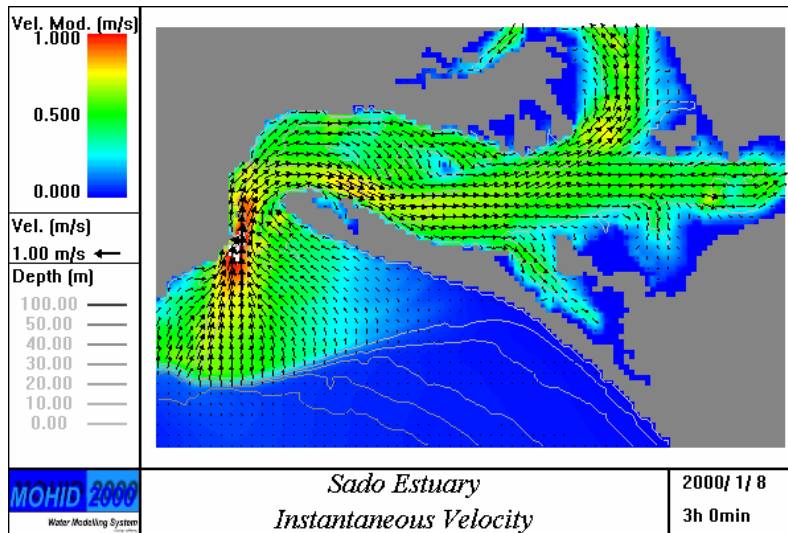 Vel. Mod. (m/s)
1.000
0.500
0.000
Vel. (m/s)
1.00 m/s
Depth (m)
100.00
50.00
40.00
30.00
20.00
10.00
0.00
MOHID 2000
Water Modelling System
Sado Estuary
Instantaneous Velocity
2000/ 1/ 8
3h 0min